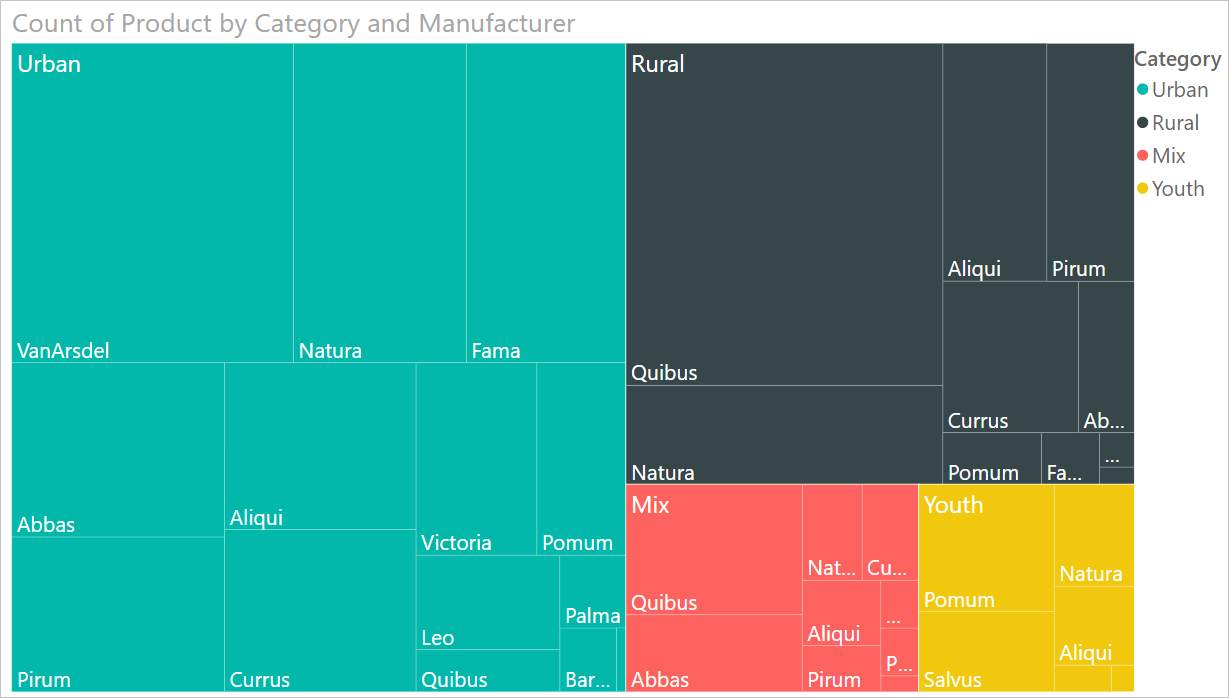 Count of Product by Category and Manufacturer
Urban
VanArsdel
Natura
Fama
Abbas
Aliqui
Victoria
Pomum
Pirum
Currus
Leo
Palma
Quibus
Bar...
Rural
Quibus
Aliqui
Pirum
Currus
Ab...
Natura
Pomum
Fa...
...
Mix
Quibus
Nat...
Cu...
Abbas
Aliqui
...
Pirum
P...
Youth
Pomum
Natura
Salvus
Aliqui
Category
Urban
Rural
Mix
Youth